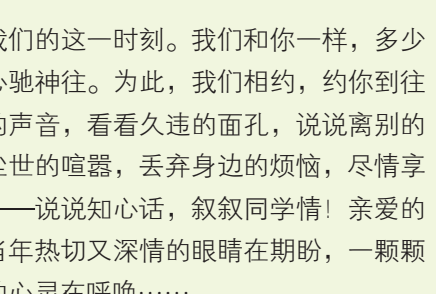 我们的这一时刻。我们和你一样，多少
心驰神往。为此，我们相约，约你到往
的声音，看看久违的面孔，说说离别的
尘世的喧嚣，丢弃身边的烦恼，尽情享
——说说知心话，叙叙同学情！亲爱的
当年热切又深情的眼睛在期盼，一颗颗
的心灵在呼唤……